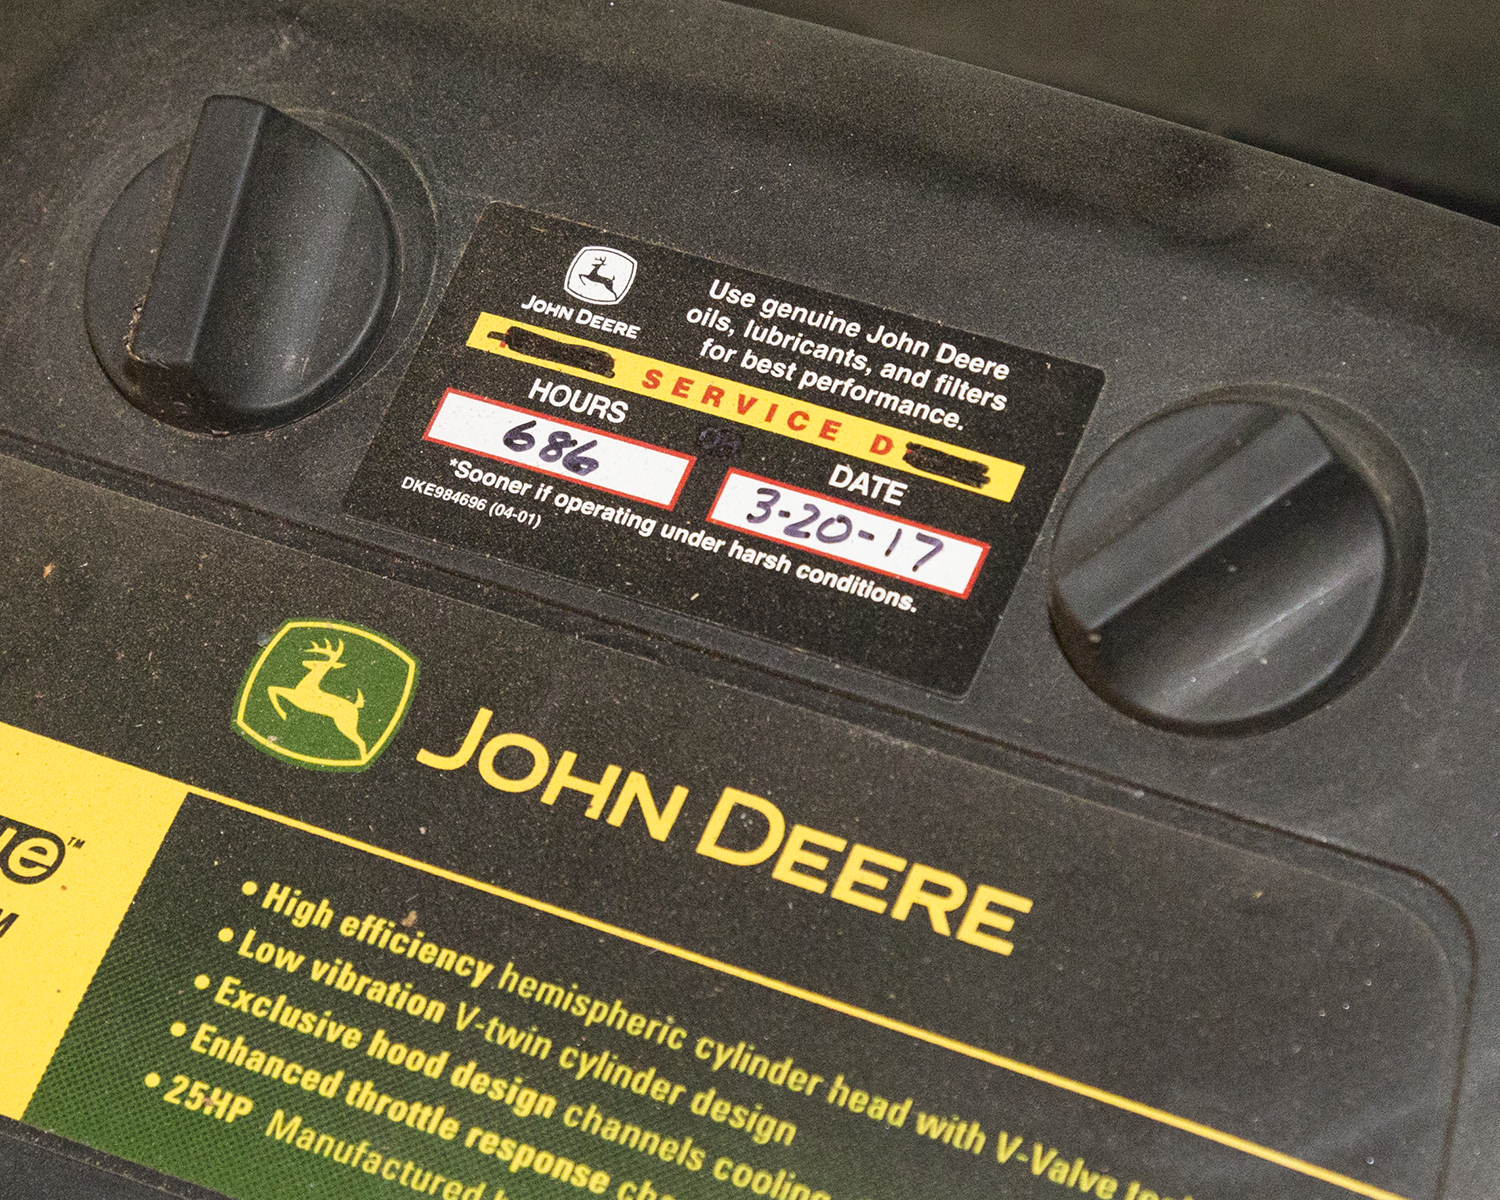 JOHN DEERE
Use genuine John Deere
oils, lubricants, and filters
for best performance.
SERVICE D
HOURS
686
DATE
3-20-17
*Sooner if operating under harsh conditions.
DKE984696 (04-01)
JOHN DEERE
ue™
M
• High efficiency hemispheric cylinder head with V-Valve
• Low vibration V-twin cylinder design
• Exclusive hood design channels cooling
• Enhanced throttle response
• 25HP Manufactured